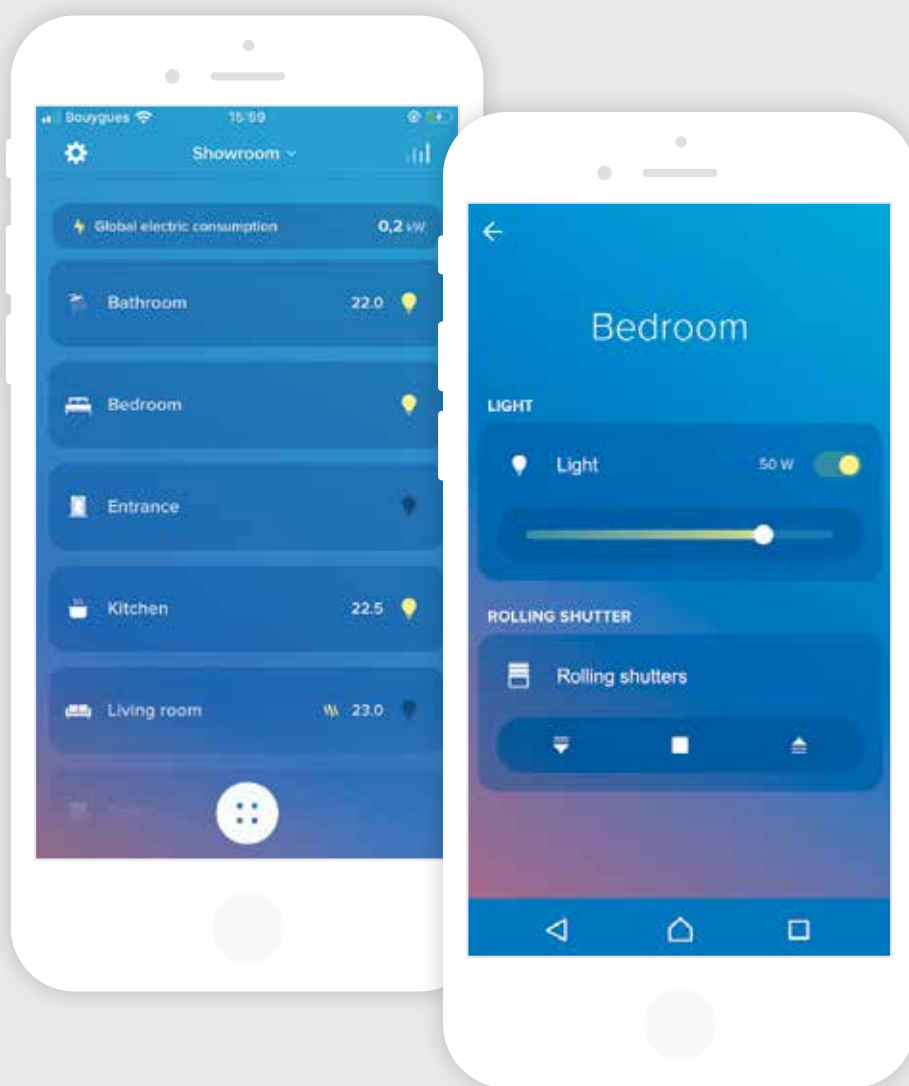 Bouygues
15:59
Showroom
Global electric consumption 0,2 kW
Bathroom 22.0
Bedroom
Entrance
Kitchen 22.5
Living room 23.0
Bedroom
LIGHT
Light 50 W
ROLLING SHUTTER
Rolling shutters